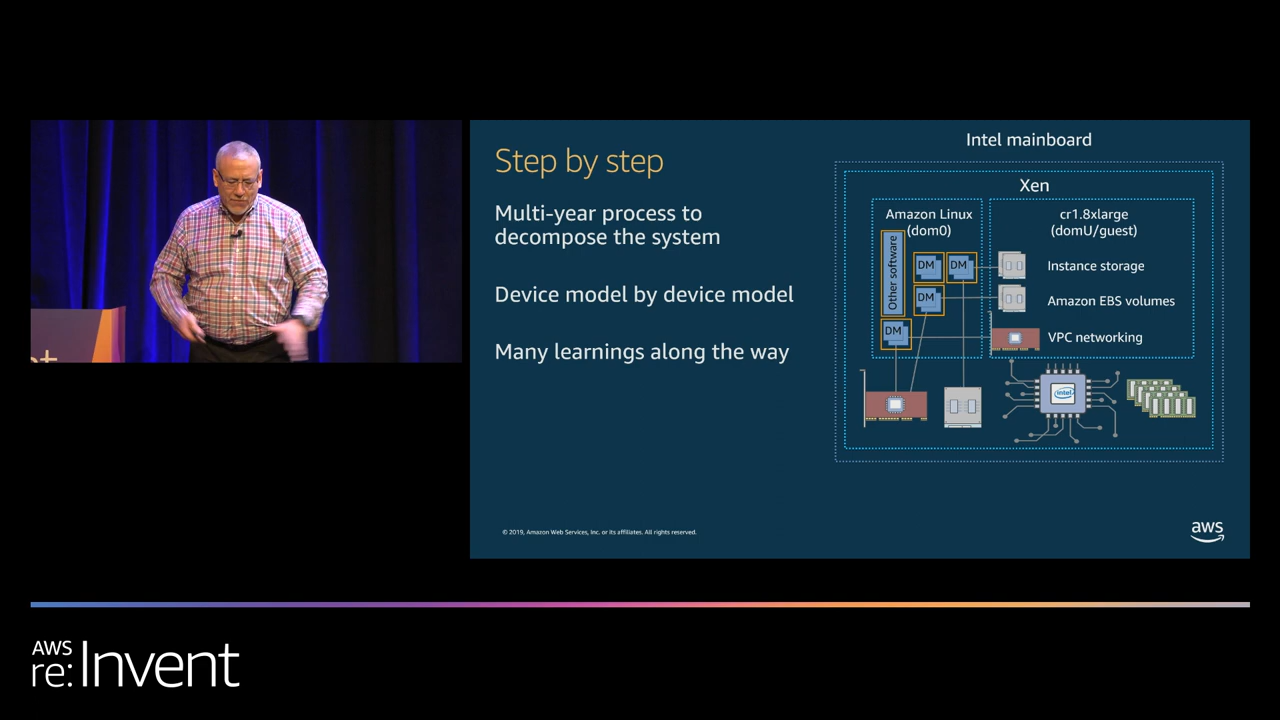 Step by step
Multi-year process to
decompose the system
Device model by device model
Many learnings along the way
Intel mainboard
Xen
Amazon Linux
(dom0)
cr1.8xlarge
(domU/guest)
Other software
DM
DM
DM
DM
Instance storage
Amazon EBS volumes
VPC networking
intel
© 2019, Amazon Web Services, Inc. or its affiliates. All rights reserved.
aws
AWS
re:Invent